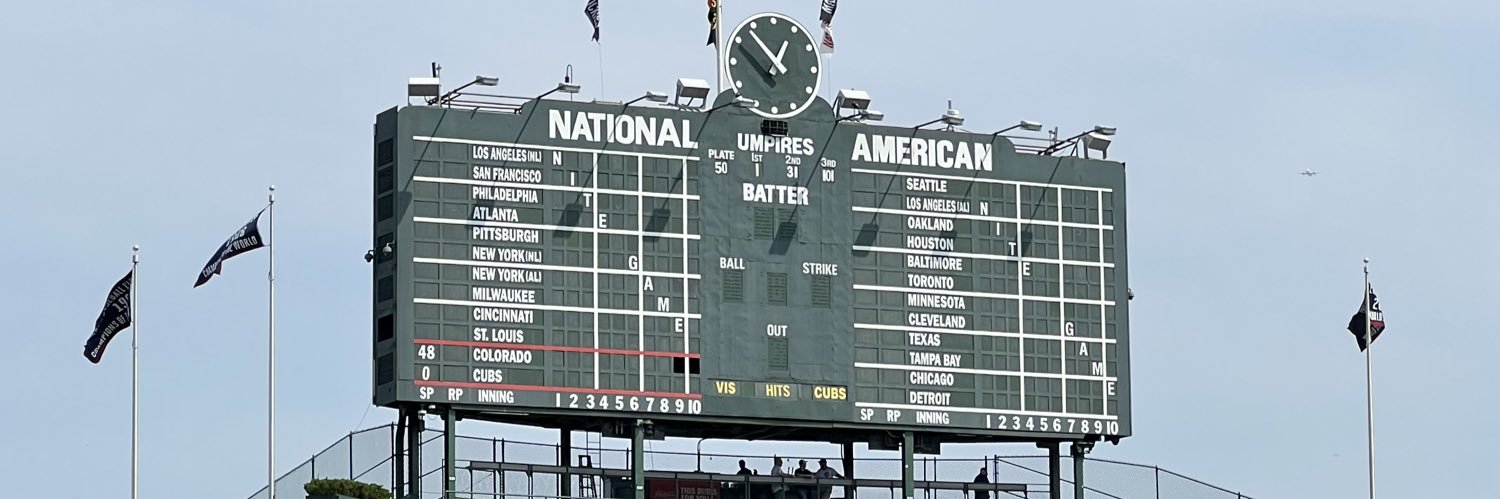 NATIONAL
LOS ANGELES(NL) N
SAN FRANCISCO I
PHILADELPHIA T
ATLANTA E
PITTSBURGH
NEW YORK(NL) G
NEW YORK(AL) A
MILWAUKEE M
CINCINNATI E
ST. LOUIS
48 COLORADO
0 CUBS
SP RP INNING 1 2 3 4 5 6 7 8 9 10
UMPIRES
PLATE 1ST 2ND 3RD
50 1 31 101
BATTER
BALL STRIKE
OUT
VIS HITS CUBS
AMERICAN
SEATTLE
LOS ANGELES(AL) N
OAKLAND I
HOUSTON T
BALTIMORE E
TORONTO
MINNESOTA
CLEVELAND G
TEXAS A
TAMPA BAY M
CHICAGO E
DETROIT
SP RP INNING 1 2 3 4 5 6 7 8 9 10
CHAMPIONS OF
THIS BUD'S